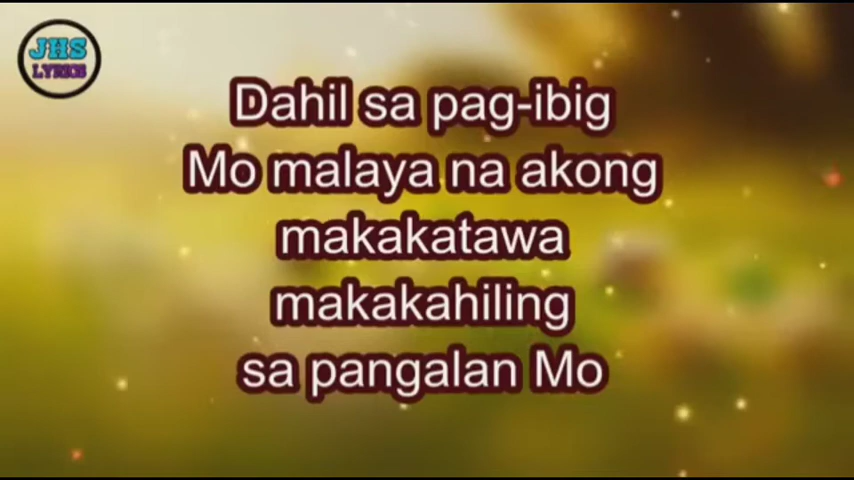 JHS
LYRICS
Dahil sa pag-ibig
Mo malaya na akong
makakatawa
makakahiling
sa pangalan Mo